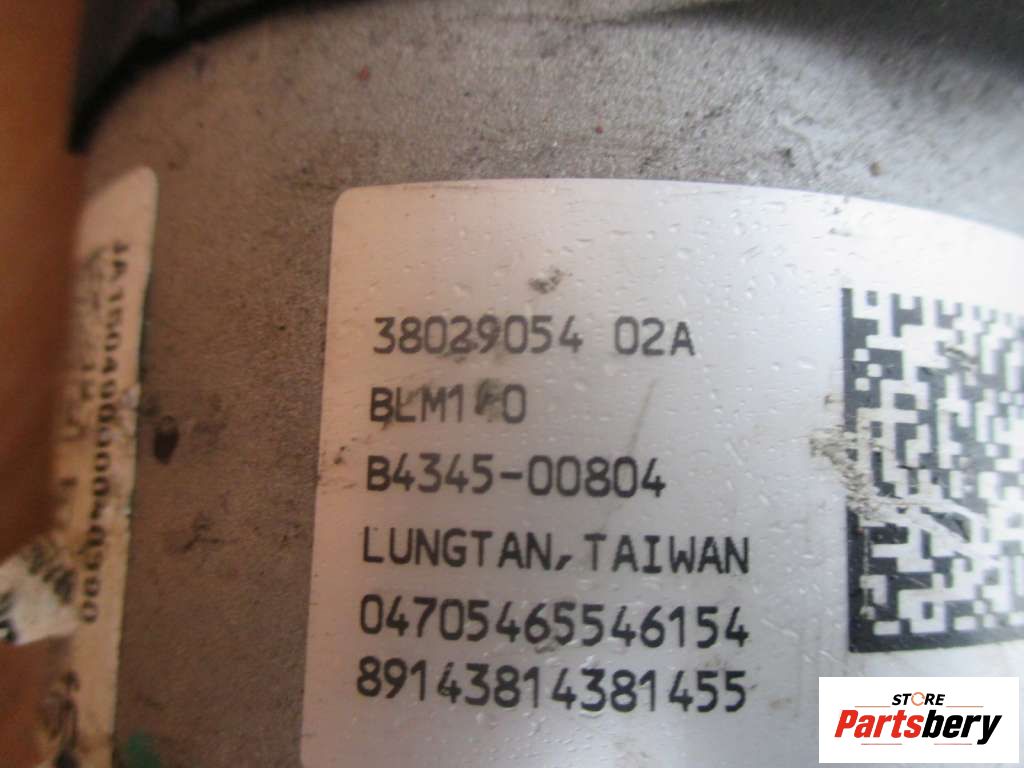 38029054 02A
B4345-00804
LUNGTAN, TAIWAN
04705465546154
89143814381455
STORE
Partsbery